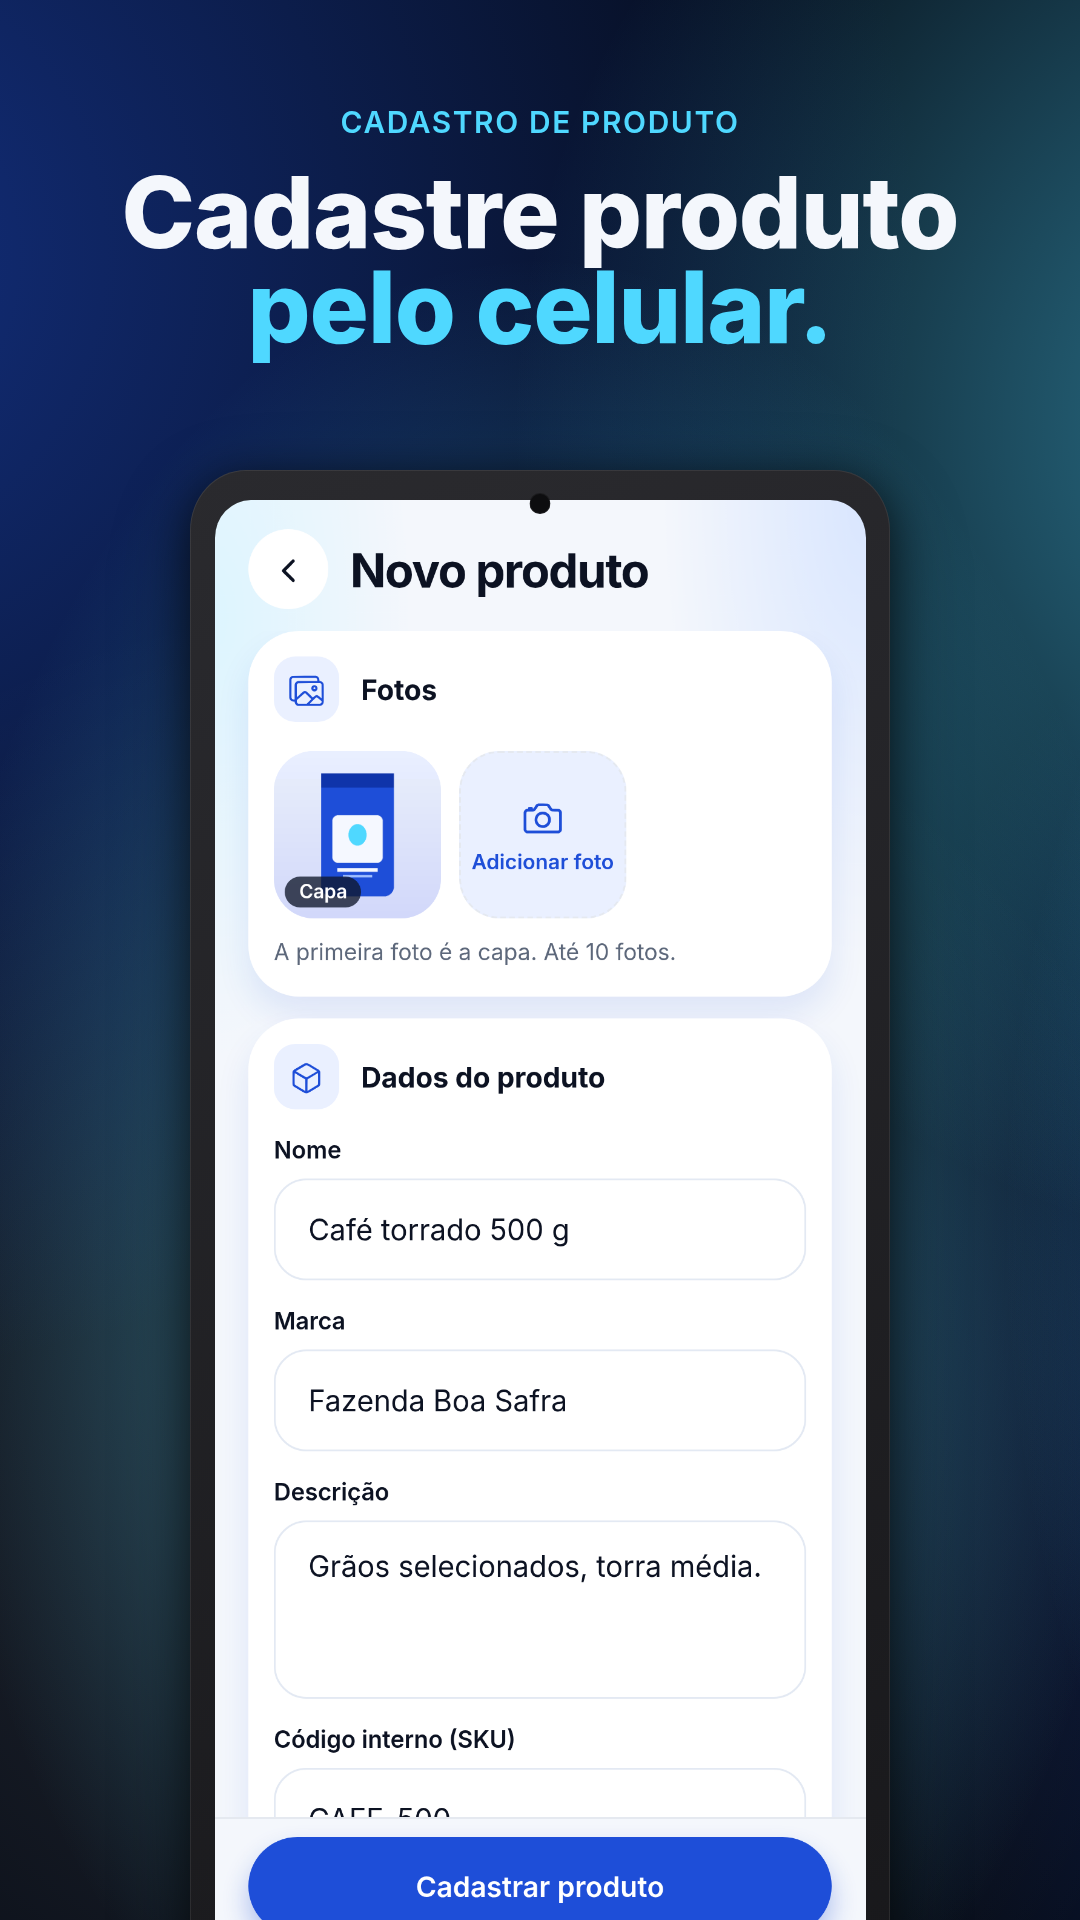 CADASTRO DE PRODUTO
Cadastre produto
pelo celular.
Novo produto
Fotos
Capa
Adicionar foto
A primeira foto é a capa. Até 10 fotos.
Dados do produto
Nome
Café torrado 500 g
Marca
Fazenda Boa Safra
Descrição
Grãos selecionados, torra média.
Código interno (SKU)
CAFE-500
Cadastrar produto